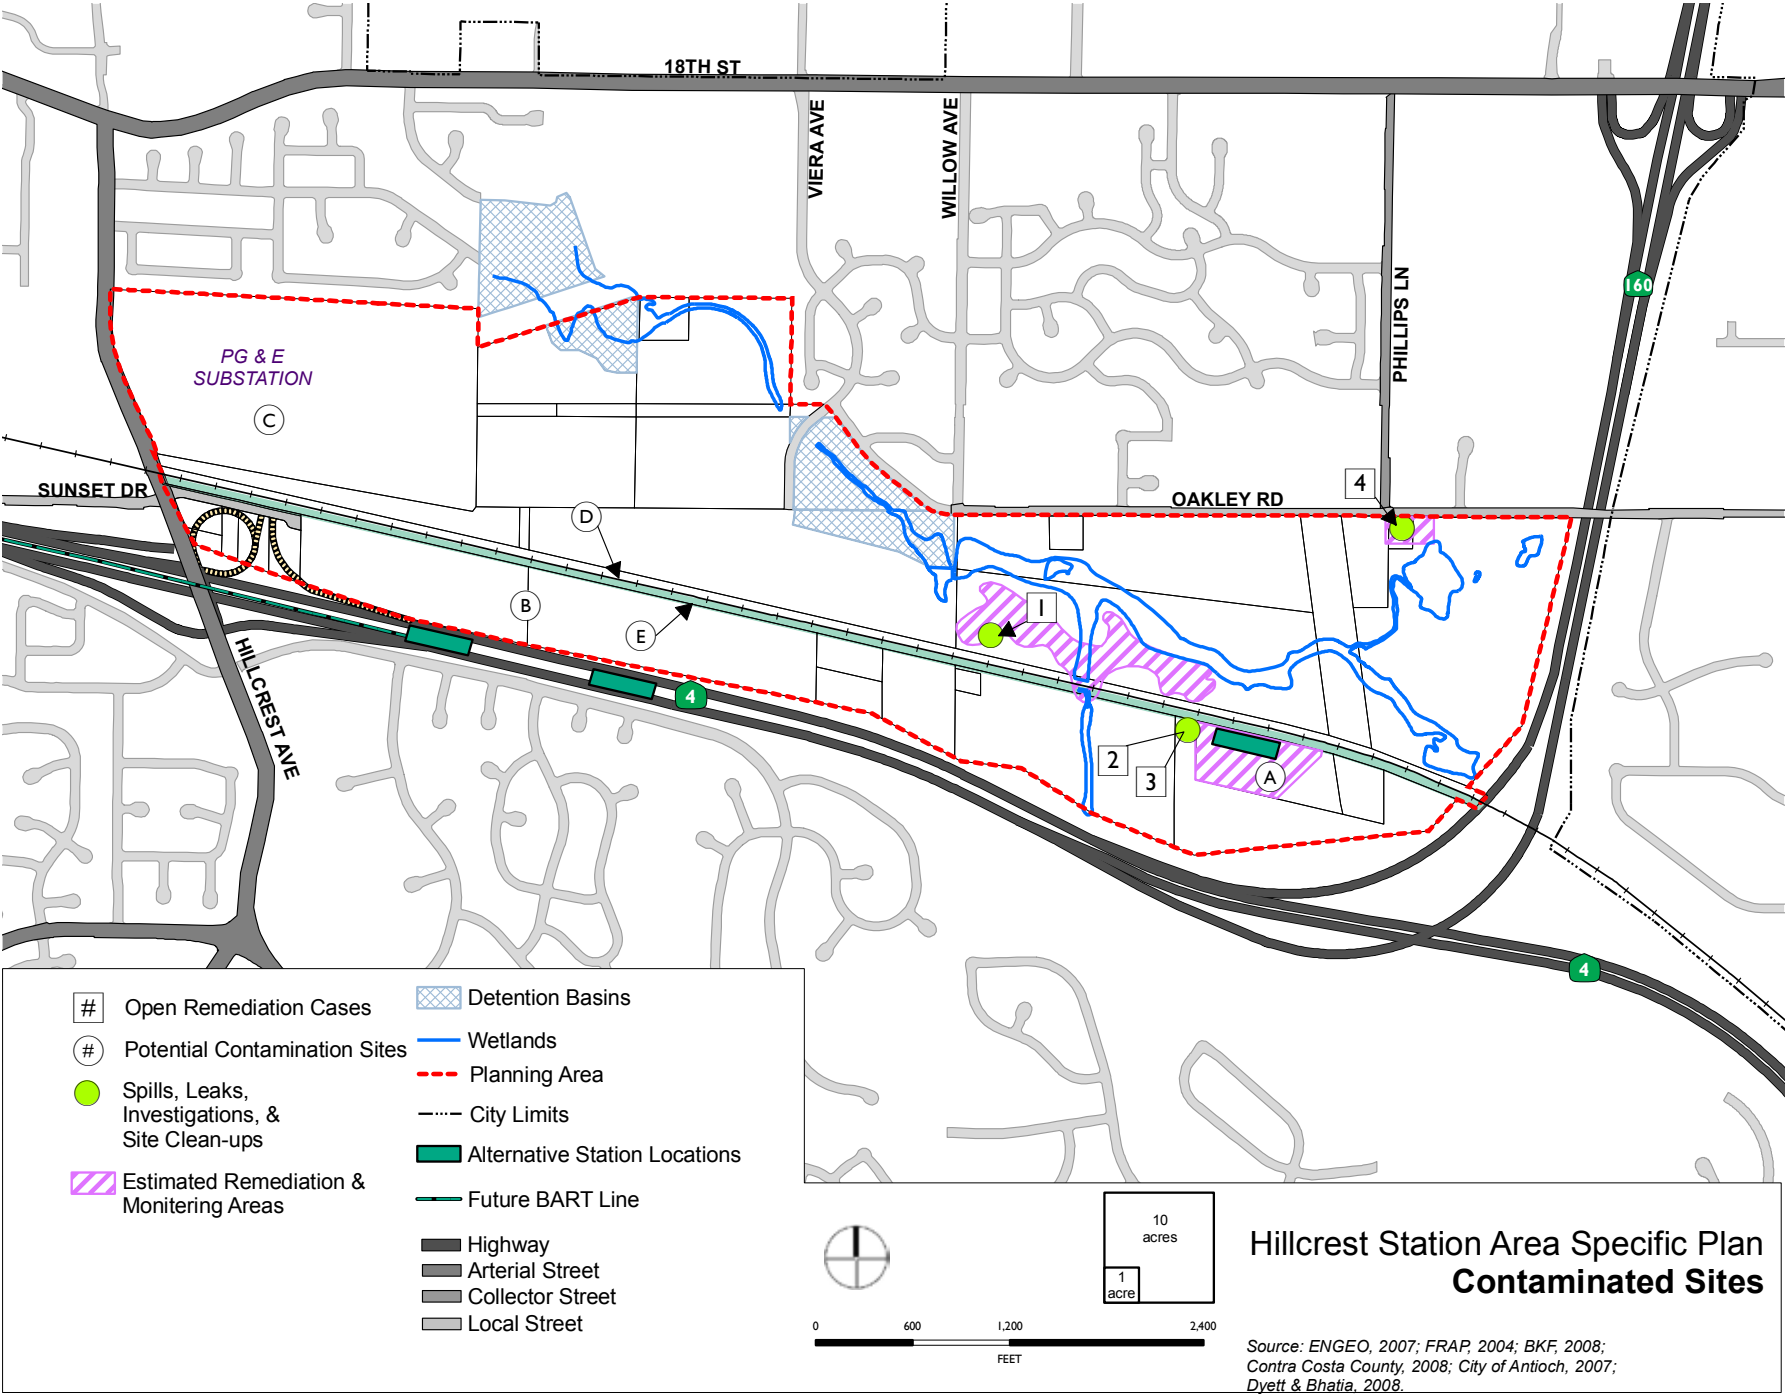 18TH ST
VIERA AVE
WILLOW AVE
PHILLIPS LN
160
PG & E
SUBSTATION
C
SUNSET DR
D
B
E
OAKLEY RD
4
1
HILLCREST AVE
4
2
3
A
4
# Open Remediation Cases
# Potential Contamination Sites
Spills, Leaks,
Investigations, &
Site Clean-ups
Estimated Remediation &
Monitering Areas
Detention Basins
Wetlands
Planning Area
City Limits
Alternative Station Locations
Future BART Line
Highway
Arterial Street
Collector Street
Local Street
10
acres
1
acre
0 600 1,200 2,400
FEET
Hillcrest Station Area Specific Plan
Contaminated Sites
Source: ENGEO, 2007; FRAP, 2004; BKF, 2008;
Contra Costa County, 2008; City of Antioch, 2007;
Dyett & Bhatia, 2008.